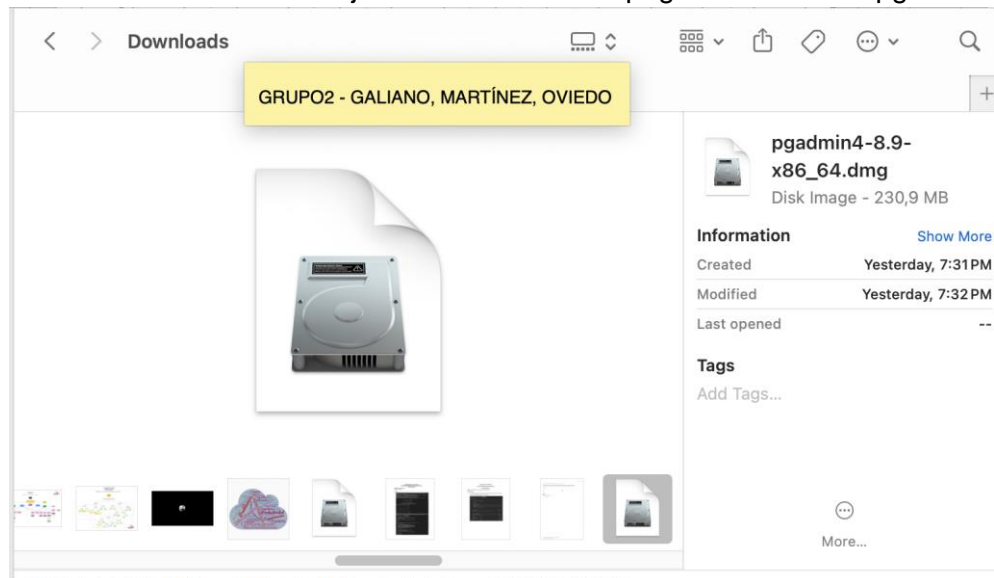 Downloads
GRUPO2 - GALIANO, MARTÍNEZ, OVIEDO
pgadmin4-8.9-
x86_64.dmg
Disk Image - 230,9 MB
Information Show More
Created Yesterday, 7:31 PM
Modified Yesterday, 7:32 PM
Last opened --
Tags
Add Tags...
More...